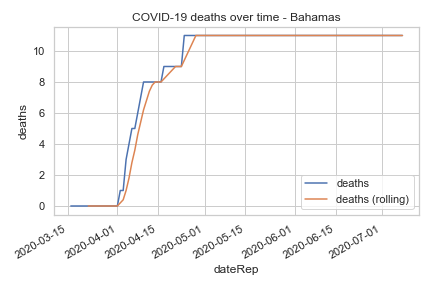 COVID-19 deaths over time - Bahamas
deaths
10
8
6
4
2
0
deaths
deaths (rolling)
2020-03-15
2020-04-01
2020-04-15
2020-05-01
2020-05-15
2020-06-01
2020-06-15
2020-07-01
dateRep